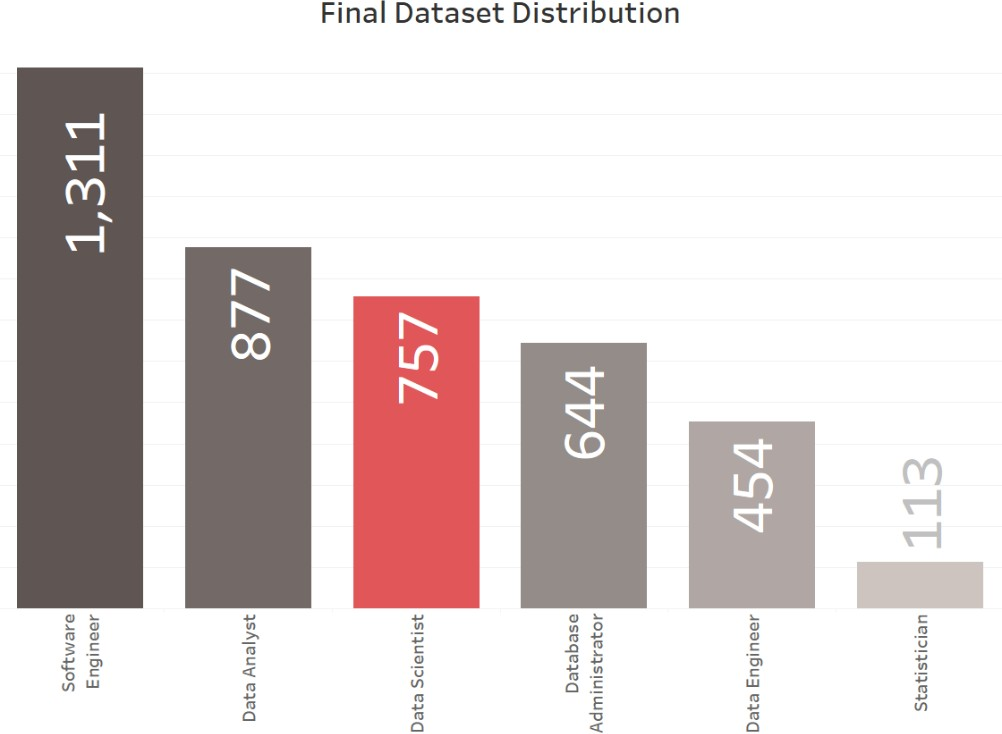 Final Dataset Distribution
1,311
877
757
644
454
113
Software
Engineer
Data Analyst
Data Scientist
Database
Administrator
Data Engineer
Statistician